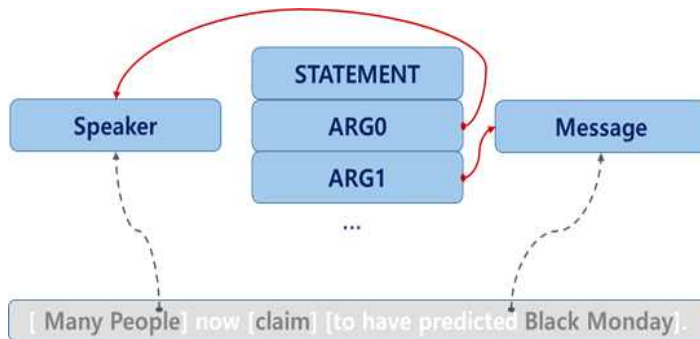 STATEMENT
Speaker
ARG0
Message
ARG1
...
[ Many People] now [claim] [to have predicted Black Monday].